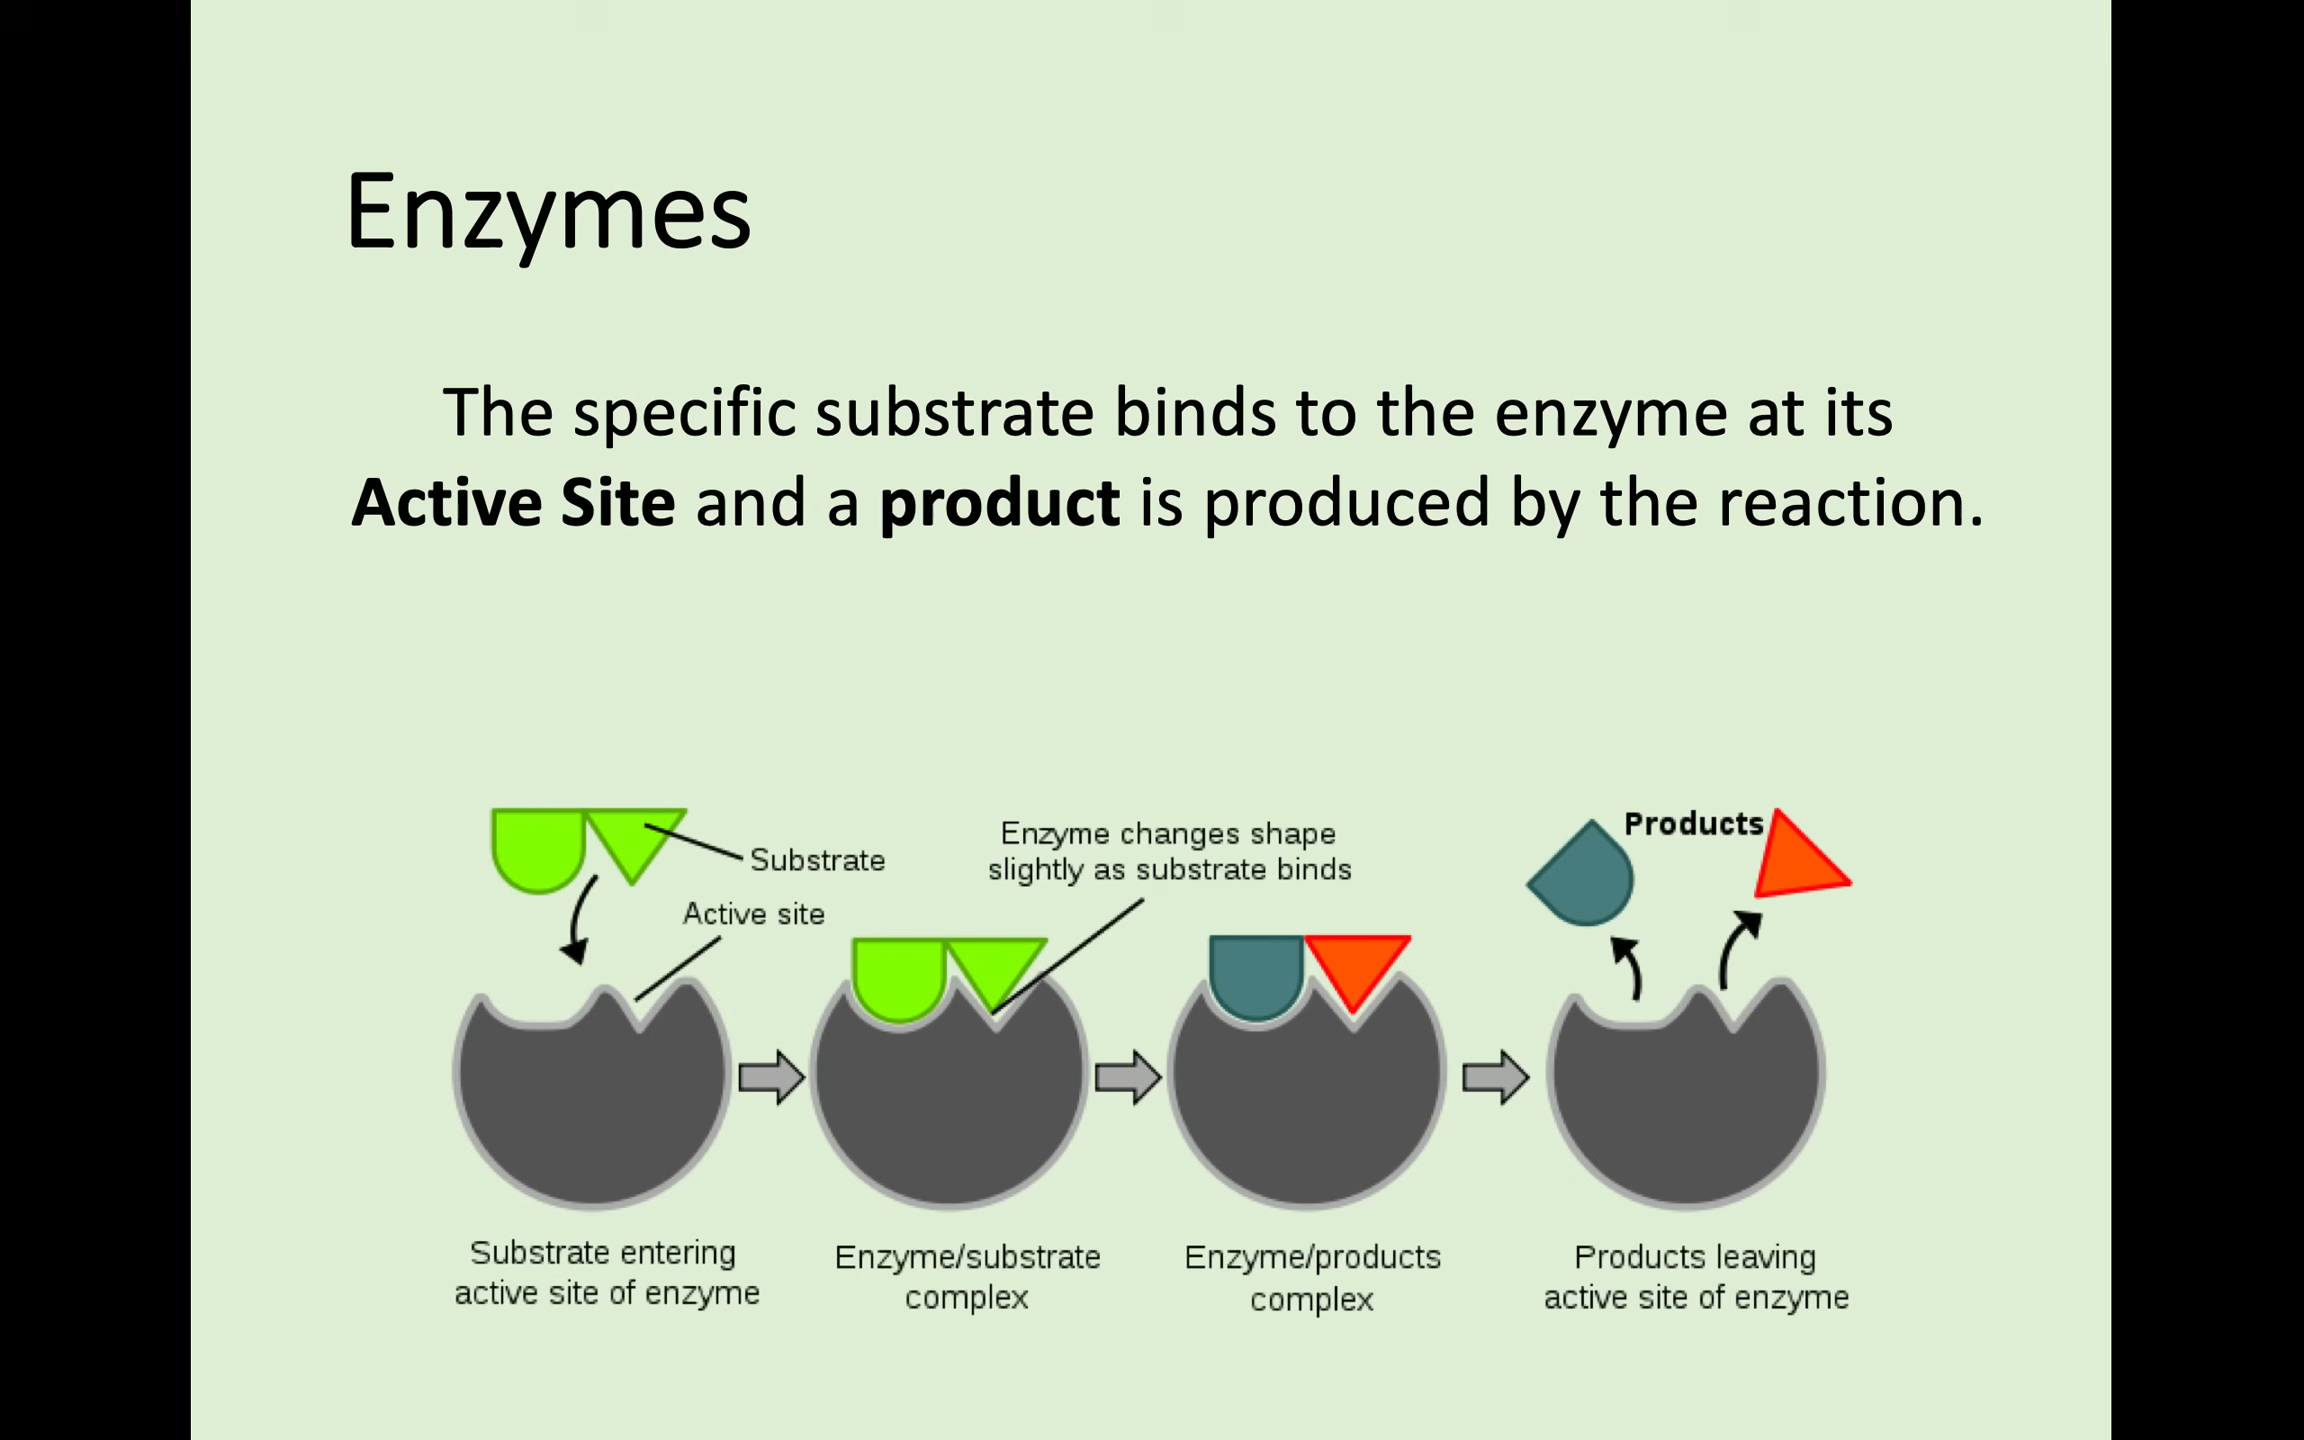 Enzymes
The specific substrate binds to the enzyme at its
Active Site and a product is produced by the reaction.
Substrate
Active site
Enzyme changes shape
slightly as substrate binds
Products
Substrate entering
active site of enzyme
Enzyme/substrate
complex
Enzyme/products
complex
Products leaving
active site of enzyme